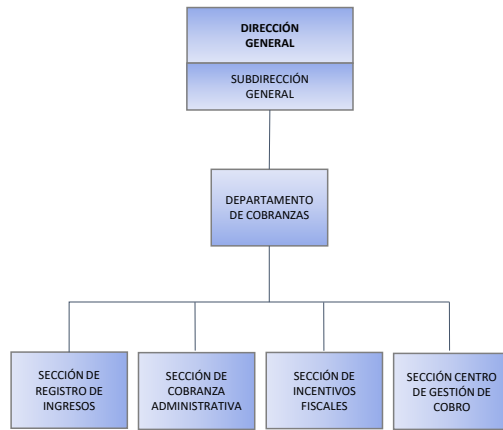 DIRECCIÓN
GENERAL
SUBDIRECCIÓN
GENERAL
DEPARTAMENTO
DE COBRANZAS
SECCIÓN DE
REGISTRO DE
INGRESOS
SECCIÓN DE
COBRANZA
ADMINISTRATIVA
SECCIÓN DE
INCENTIVOS
FISCALES
SECCIÓN CENTRO
DE GESTIÓN DE
COBRO